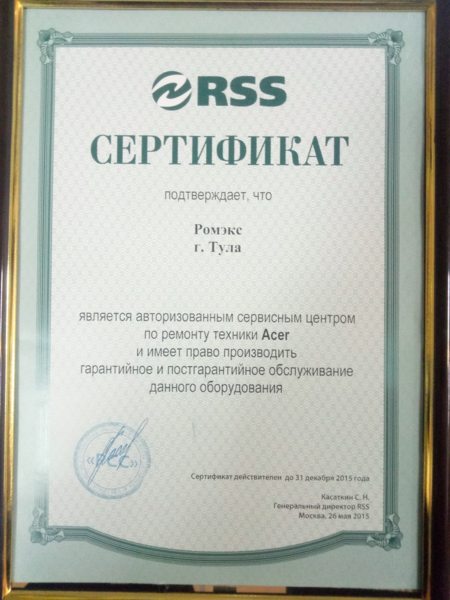 RSS
СЕРТИФИКАТ
подтверждает, что
Ромэкс
г. Тула
является авторизованным сервисным центром
по ремонту техники Acer
и имеет право производить
гарантийное и постгарантийное обслуживание
данного оборудования
«РСС»
Сертификат действителен до 31 декабря 2015 года
Касаткин С. Н.
Генеральный директор RSS
Москва, 26 мая 2015